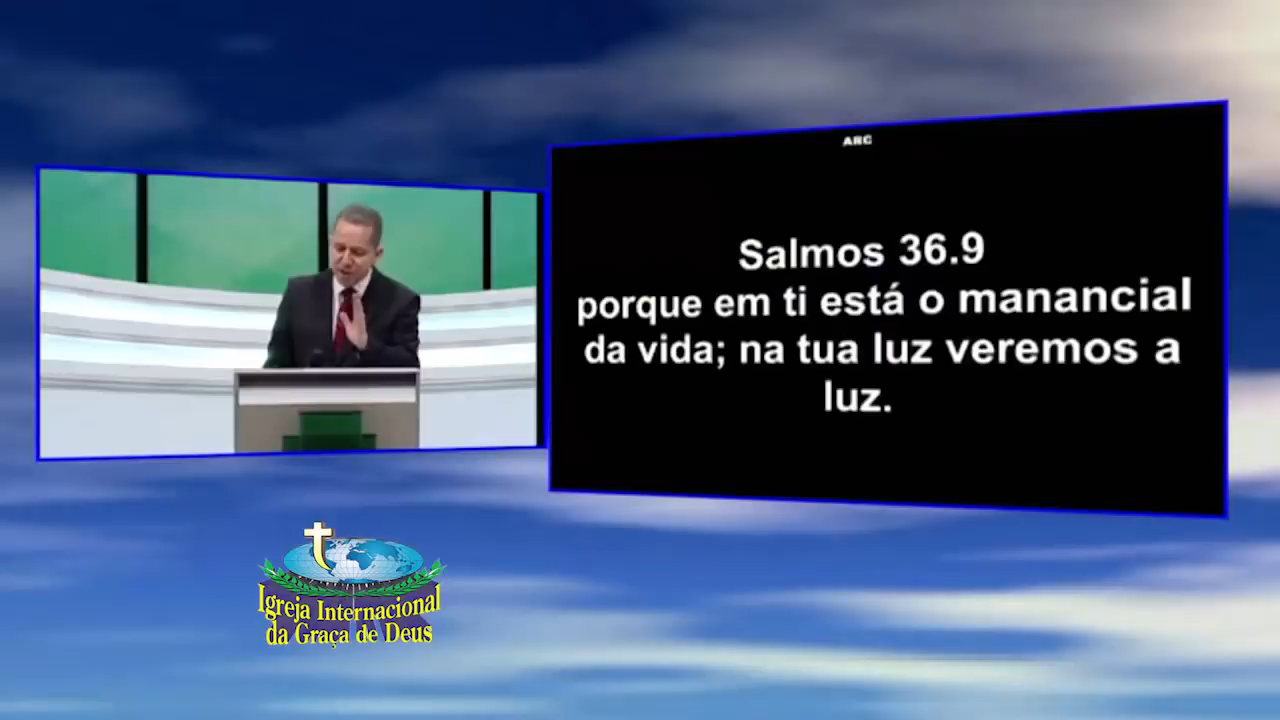 ARC
Salmos 36.9
porque em ti está o manancial
da vida; na tua luz veremos a
luz.
Igreja Internacional
da Graça de Deus